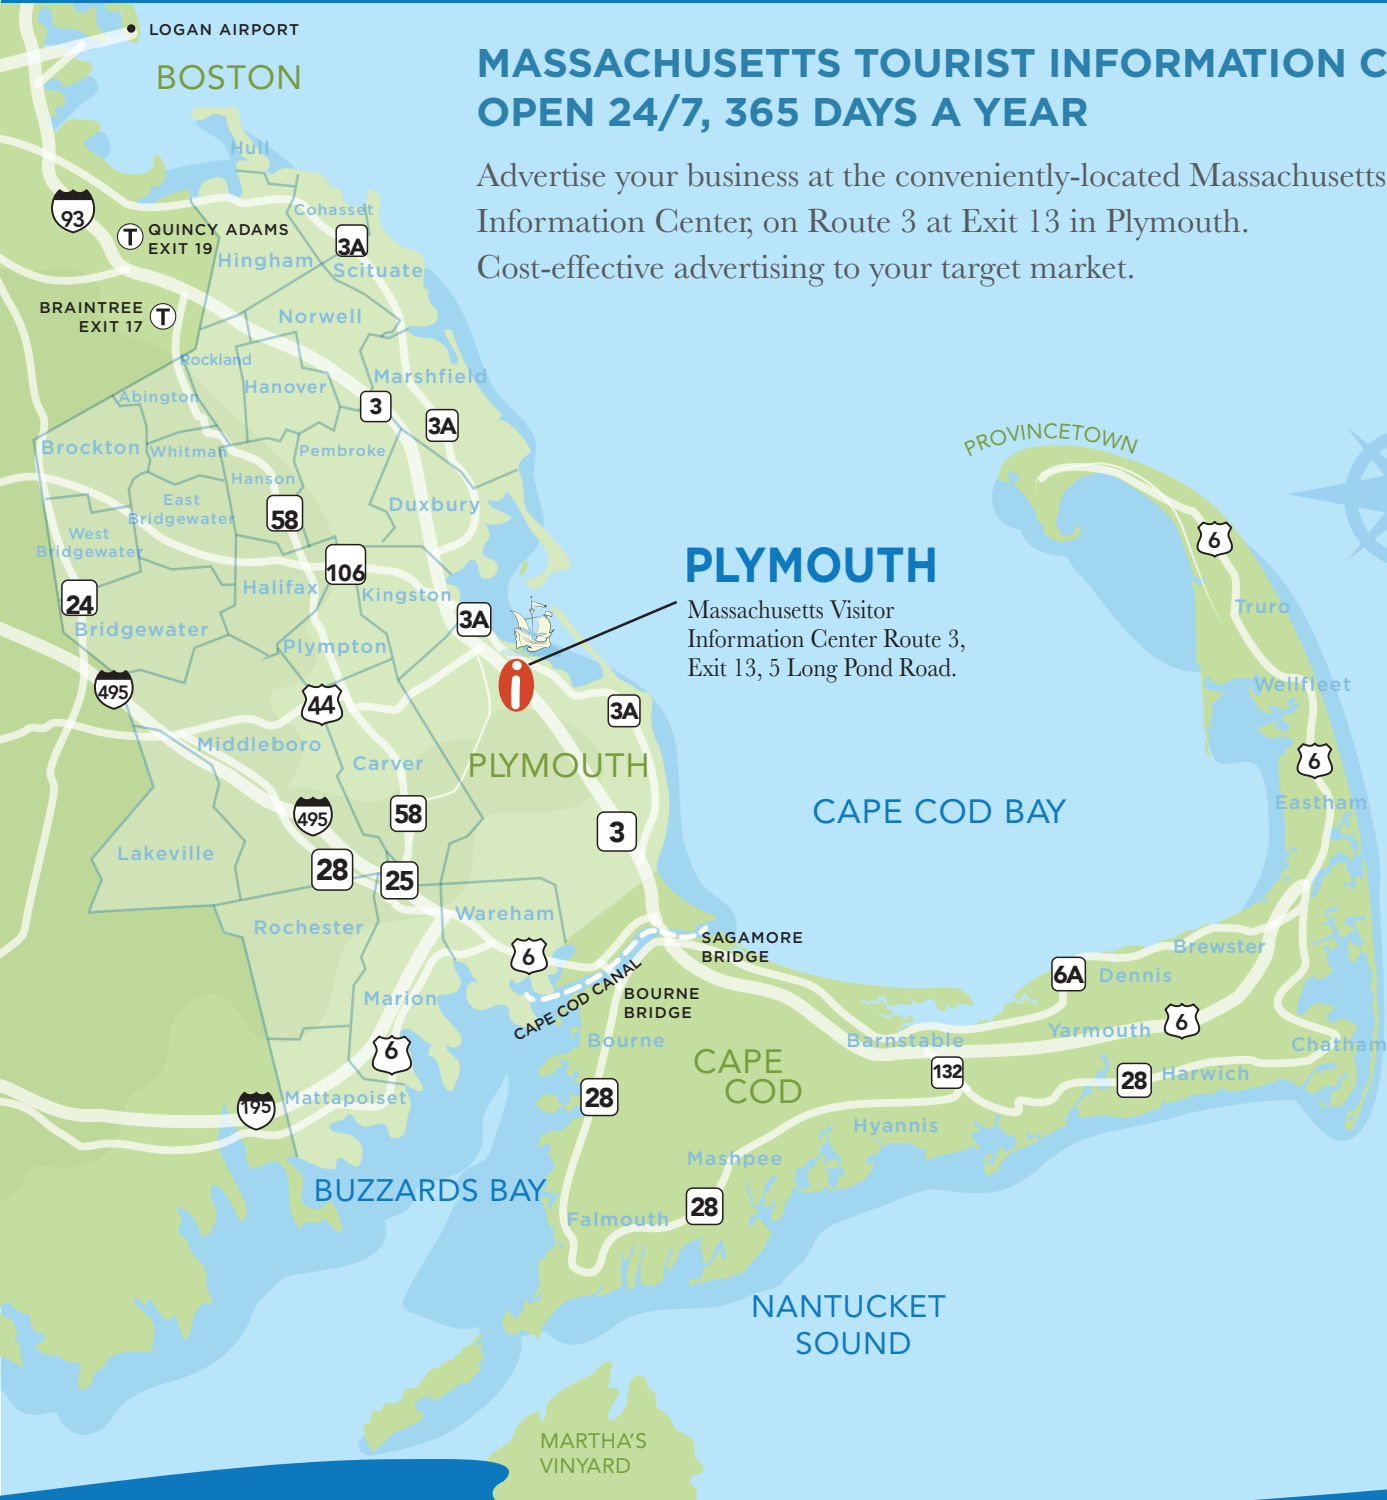 LOGAN AIRPORT
BOSTON
MASSACHUSETTS TOURIST INFORMATION C
OPEN 24/7, 365 DAYS A YEAR
Advertise your business at the conveniently-located Massachusetts
Information Center, on Route 3 at Exit 13 in Plymouth.
Cost-effective advertising to your target market.
Hull
93
T
QUINCY ADAMS
EXIT 19
Cohasset
3A
Hingham
Scituate
BRAINTREE
EXIT 17
T
Norwell
Rockland
Hanover
Marshfield
Abington
3
3A
Brockton
Whitman
Pembroke
Hanson
East
Bridgewater
58
Duxbury
West
Bridgewater
106
24
Halifax
Kingston
3A
Bridgewater
Plympton
495
44
PLYMOUTH
Massachusetts Visitor
Information Center Route 3,
Exit 13, 5 Long Pond Road.
i
3A
Middleboro
Carver
PLYMOUTH
495
58
3
Lakeville
28
25
Rochester
Wareham
6
SAGAMORE
BRIDGE
CAPE COD CANAL
BOURNE
BRIDGE
Marion
Bourne
6
195
Mattapoiset
28
CAPE
COD
BUZZARDS BAY
Falmouth
28
Mashpee
Hyannis
132
Barnstable
Yarmouth
28
Harwich
6
6A
Dennis
Brewster
Chatham
PROVINCETOWN
6
Truro
Wellfleet
6
Eastham
CAPE COD BAY
NANTUCKET
SOUND
MARTHA'S
VINYARD